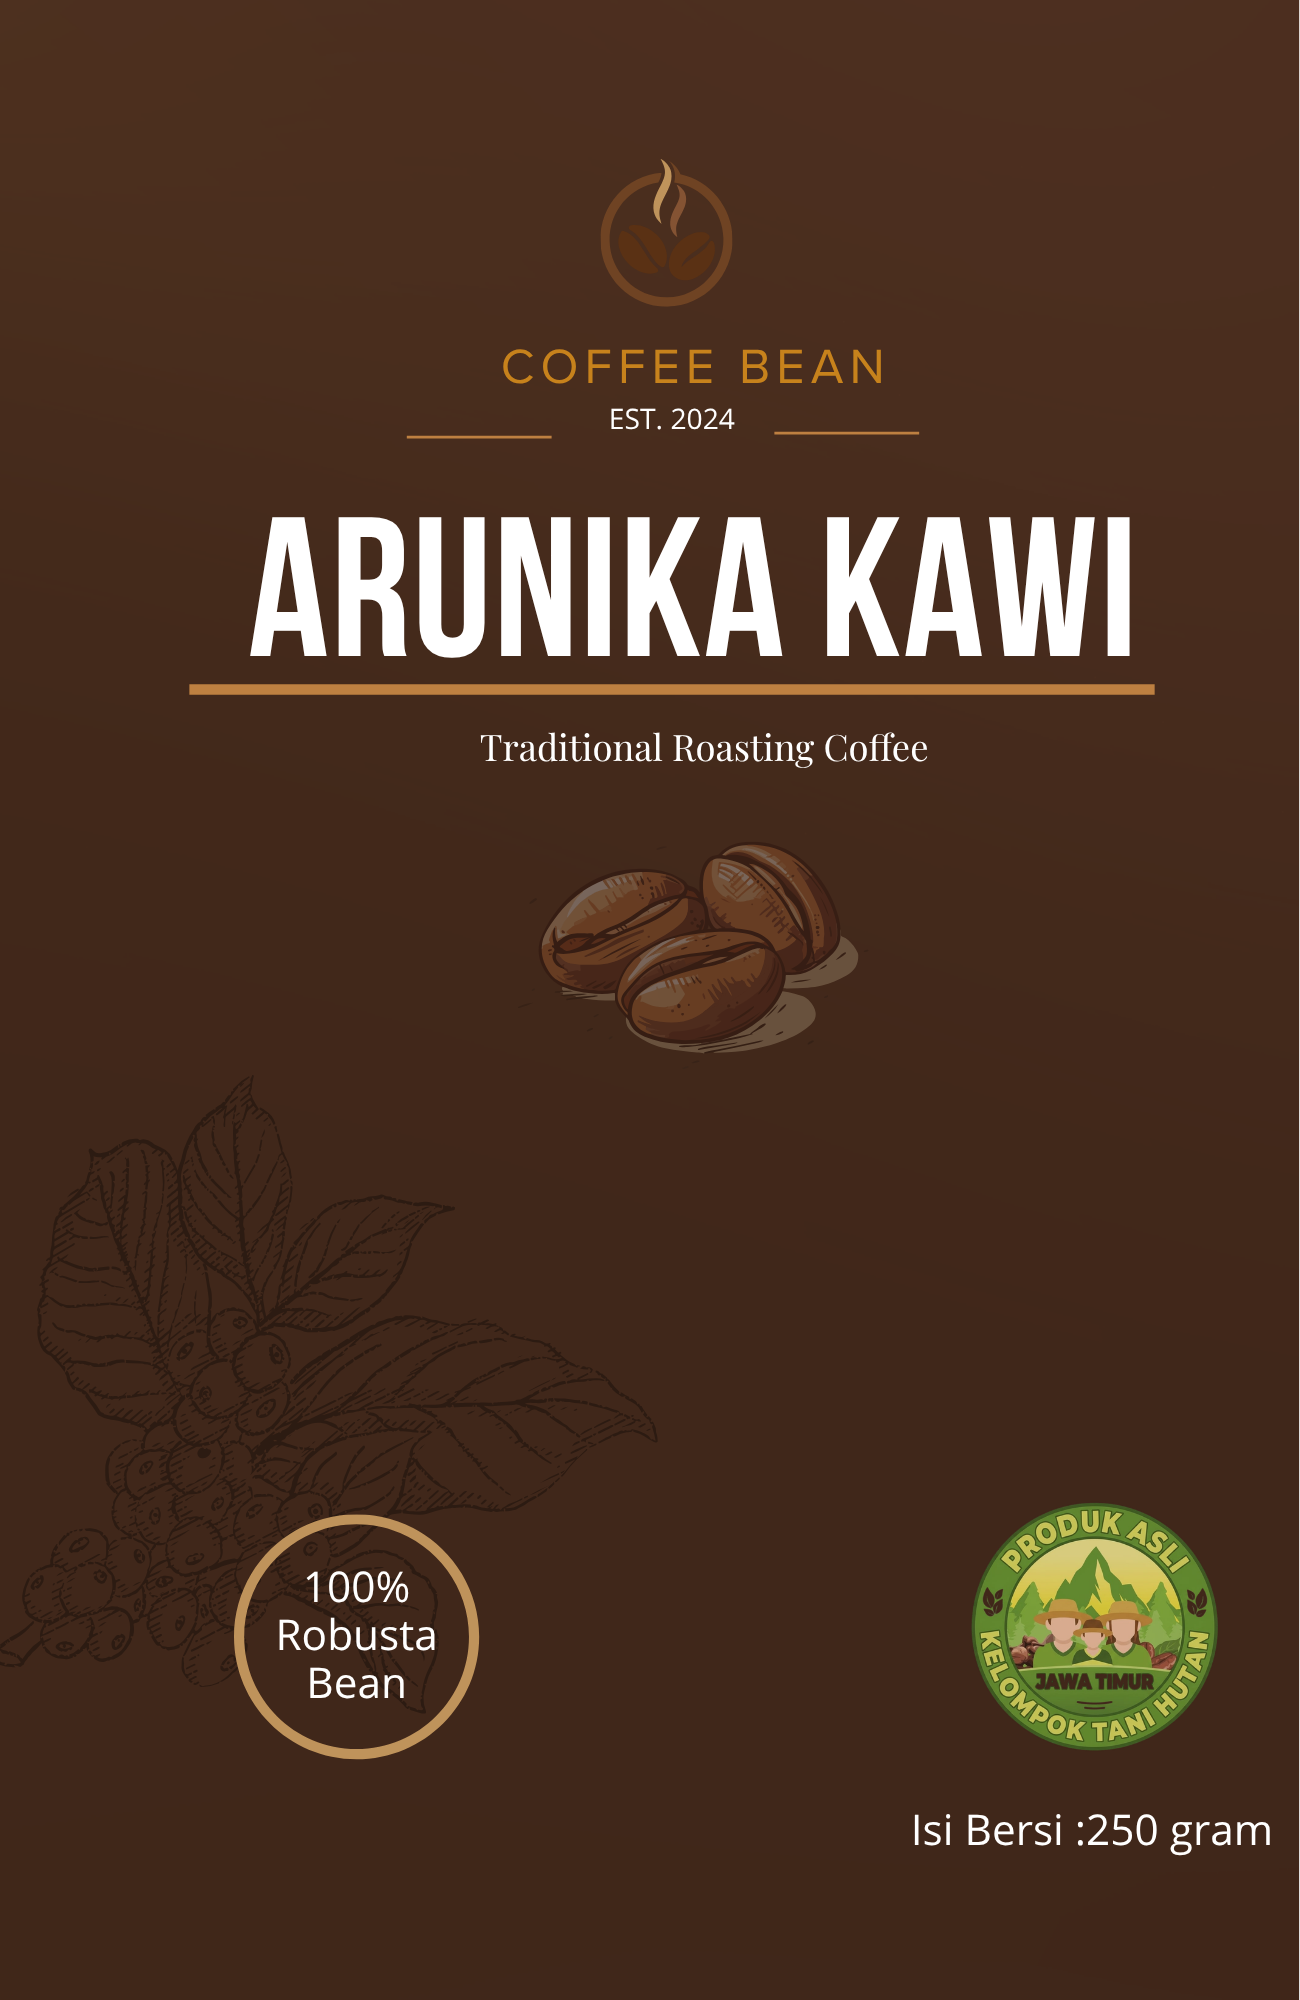 COFFEE BEAN
EST. 2024
ARUNIKA KAWI
Traditional Roasting Coffee
100%
Robusta
Bean
PRODUK ASLI
JAWA TIMUR
KELOMPOK TANI HUTAN
Isi Bersi :250 gram